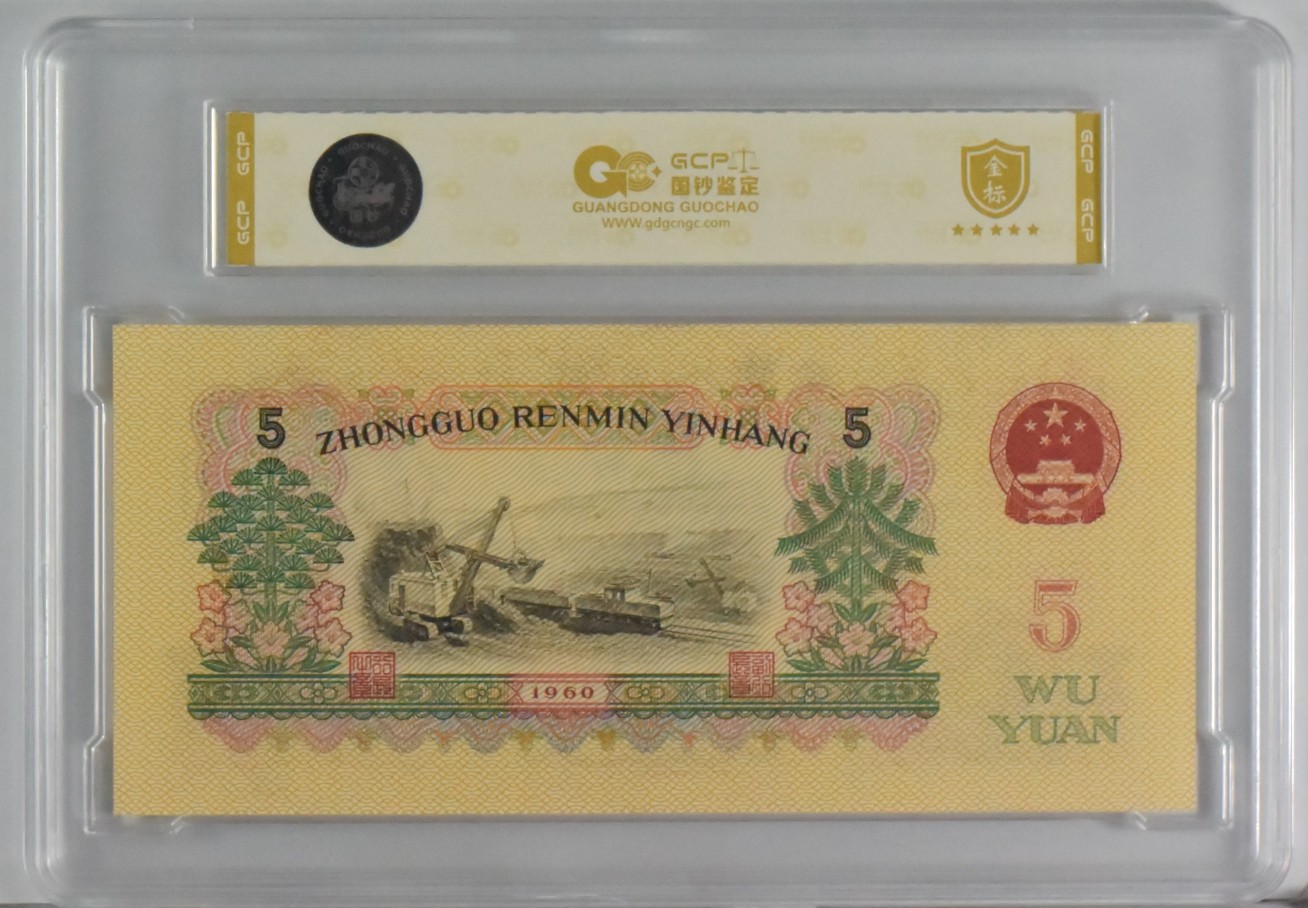 GCP
GCP
GUOCHAO
GCP
国钞鉴定
GUANGDONG GUOCHAO
WWW.gdgcngc.com
金
标
GCP
GCP
5
ZHONGGUO RENMIN YINHANG
5
5
1960
WU
YUAN